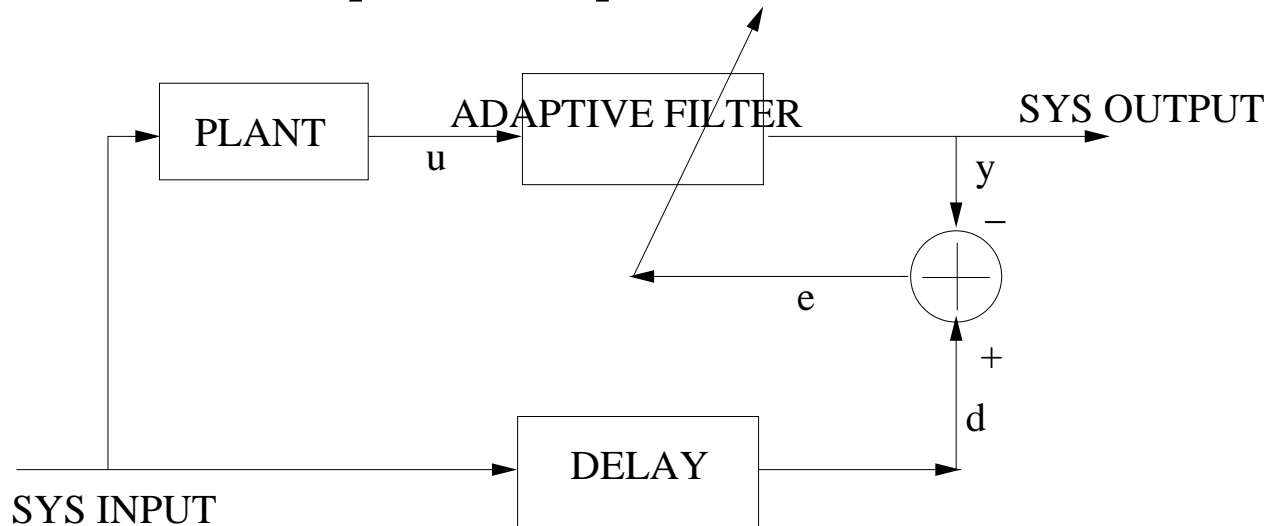 ADAPTIVE FILTER
SYS OUTPUT
PLANT
u
y
−
e
+
d
DELAY
SYS INPUT